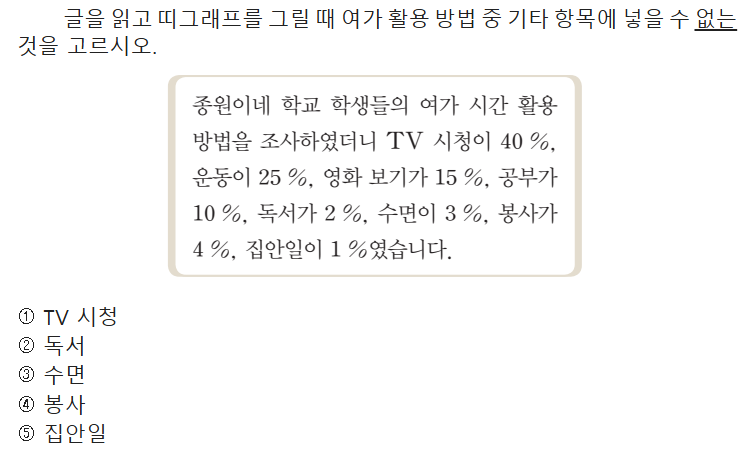 글을 읽고 띠그래프를 그릴 때 여가 활용 방법 중 기타 항목에 넣을 수 없는
것을 고르시오.
종원이네 학교 학생들의 여가 시간 활용
방법을 조사하였더니 TV 시청이 40 %,
운동이 25 %, 영화 보기가 15 %, 공부가
10 %, 독서가 2 %, 수면이 3 %, 봉사가
4 %, 집안일이 1 %였습니다.
① TV 시청
② 독서
③ 수면
④ 봉사
⑤ 집안일